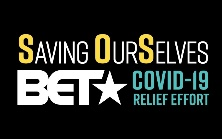 SAVING OURSELVES
BET★ COVID-19
RELIEF EFFORT